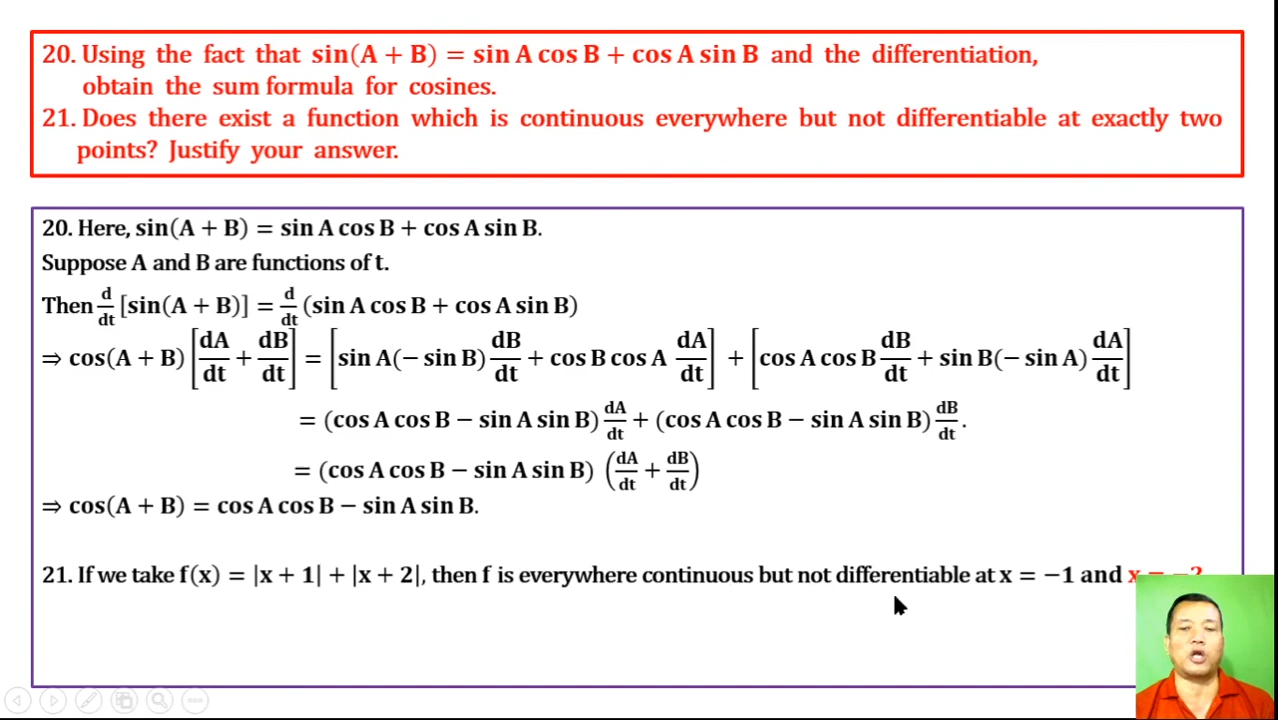 20. Using the fact that sin(A + B) = sin A cos B + cos A sin B and the differentiation,
obtain the sum formula for cosines.
21. Does there exist a function which is continuous everywhere but not differentiable at exactly two
points? Justify your answer.
20. Here, sin(A + B) = sin A cos B + cos A sin B.
Suppose A and B are functions of t.
Then d/dt [sin(A + B)] = d/dt (sin A cos B + cos A sin B)
⇒ cos(A + B) [dA/dt + dB/dt] = [sin A(− sin B) dB/dt + cos B cos A dA/dt] + [cos A cos B dB/dt + sin B(− sin A) dA/dt]
= (cos A cos B − sin A sin B) dA/dt + (cos A cos B − sin A sin B) dB/dt.
= (cos A cos B − sin A sin B) (dA/dt + dB/dt)
⇒ cos(A + B) = cos A cos B − sin A sin B.
21. If we take f(x) = |x + 1| + |x + 2|, then f is everywhere continuous but not differentiable at x = −1 and x = −2